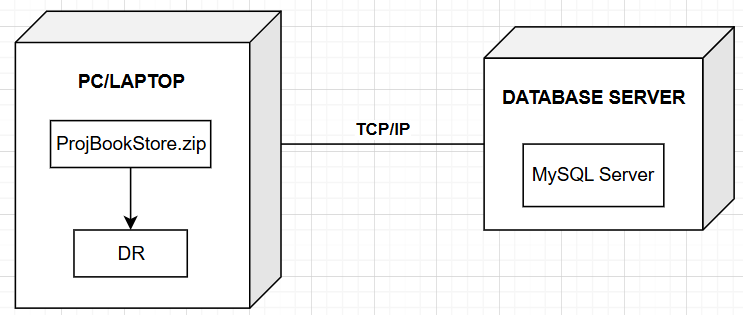 PC/LAPTOP
ProjBookStore.zip
DR
TCP/IP
DATABASE SERVER
MySQL Server